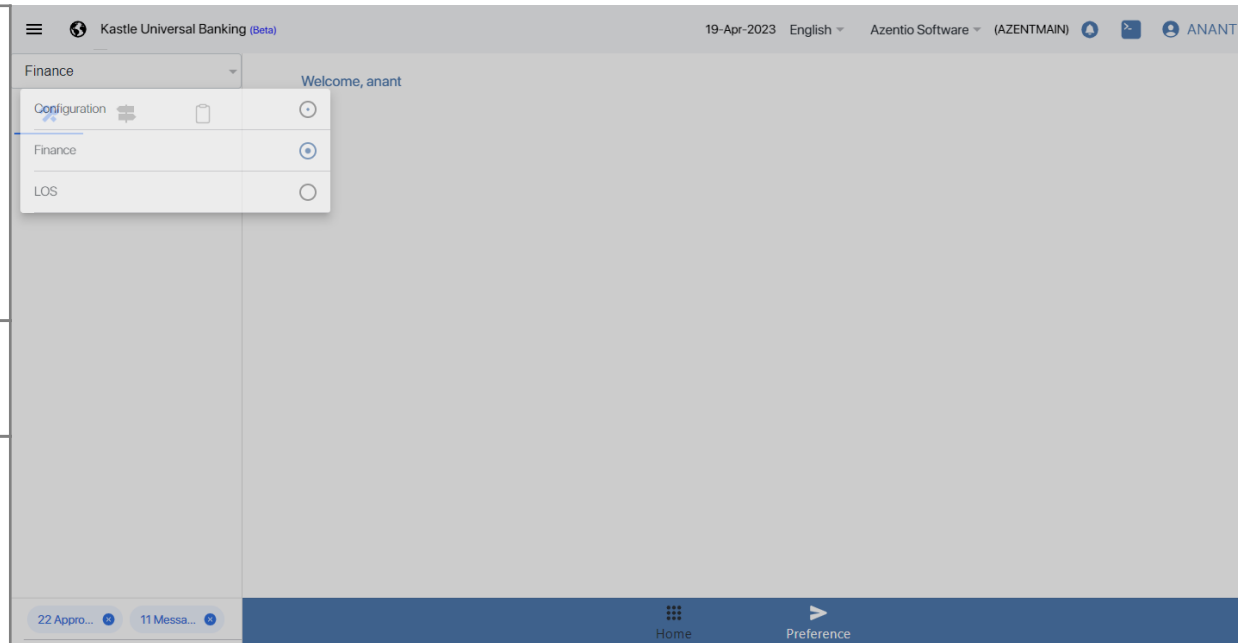 Kastle Universal Banking (Beta) 19-Apr-2023 English Azentio Software (AZENTMAIN) ANANT
Finance
Welcome, anant
Configuration
Finance
LOS
22 Appro... 11 Messa...
Home Preference